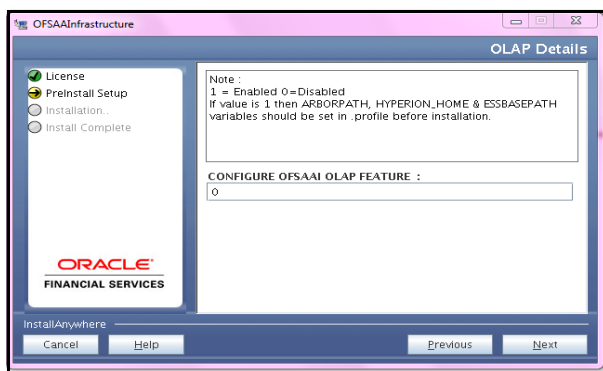 OFSAAInfrastructure
OLAP Details
License
PreInstall Setup
Installation..
Install Complete
Note :
1 = Enabled 0=Disabled
If value is 1 then ARBORPATH, HYPERION_HOME & ESSBASEPATH
variables should be set in .profile before installation.
CONFIGURE OFSAAI OLAP FEATURE :
0
ORACLE
FINANCIAL SERVICES
InstallAnywhere
Cancel
Help
Previous
Next